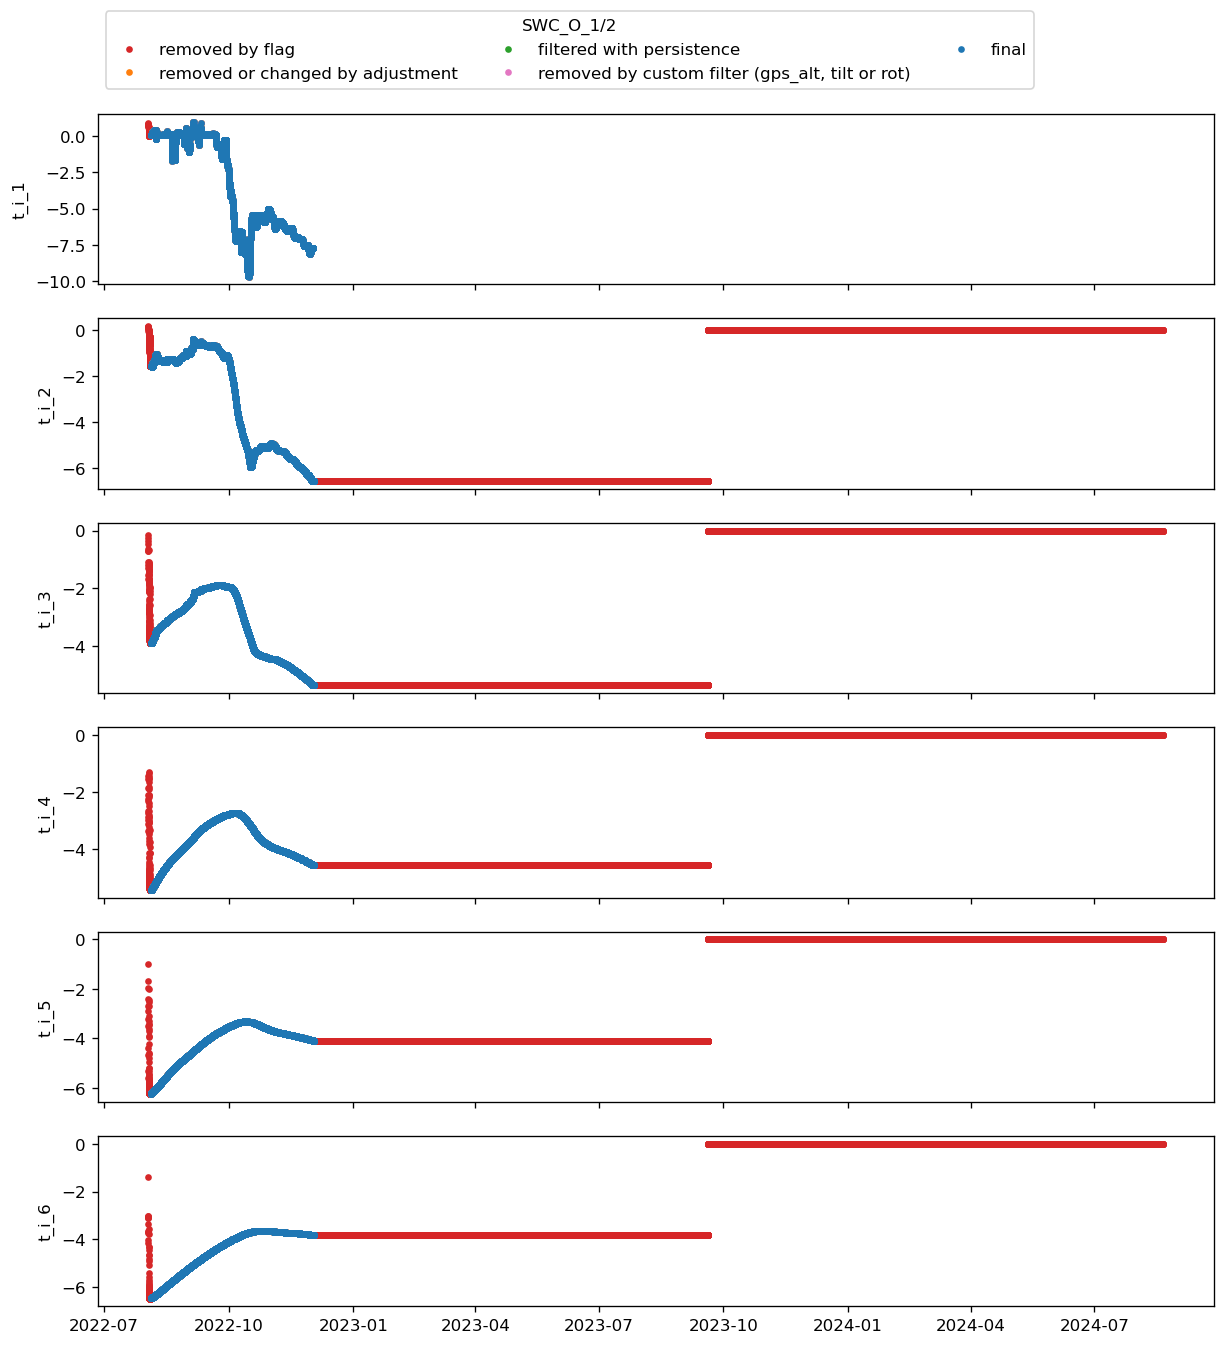 SWC_O_1/2
removed by flag
removed or changed by adjustment
filtered with persistence
removed by custom filter (gps_alt, tilt or rot)
final
t_i_1
0.0
−2.5
−5.0
−7.5
−10.0
t_i_2
0
−2
−4
−6
t_i_3
0
−2
−4
t_i_4
0
−2
−4
t_i_5
0
−2
−4
−6
t_i_6
0
−2
−4
−6
2022-07 2022-10 2023-01 2023-04 2023-07 2023-10 2024-01 2024-04 2024-07